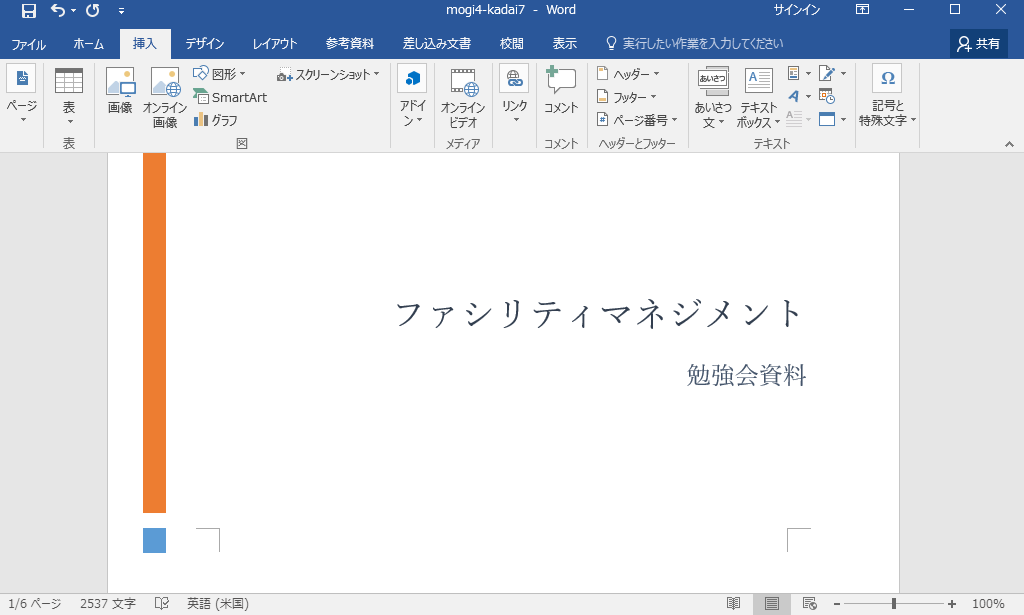 mogi4-kadai7 - Word
サインイン
ファイル ホーム 挿入 デザイン レイアウト 参考資料 差し込み文書 校閲 表示 実行したい作業を入力してください 共有
ページ
表
表
画像
オンライン
画像
図形
SmartArt
グラフ
スクリーンショット
図
アドイ
ン
オンライン
ビデオ
メディア
リンク
コメント
コメント
ヘッダー
フッター
ページ番号
ヘッダーとフッター
あいさつ
あいさつ
文
A
テキスト
ボックス
A
A
テキスト
Ω
記号と
特殊文字
ファシリティマネジメント
勉強会資料
1/6 ページ 2537 文字 英語 (米国) 100%